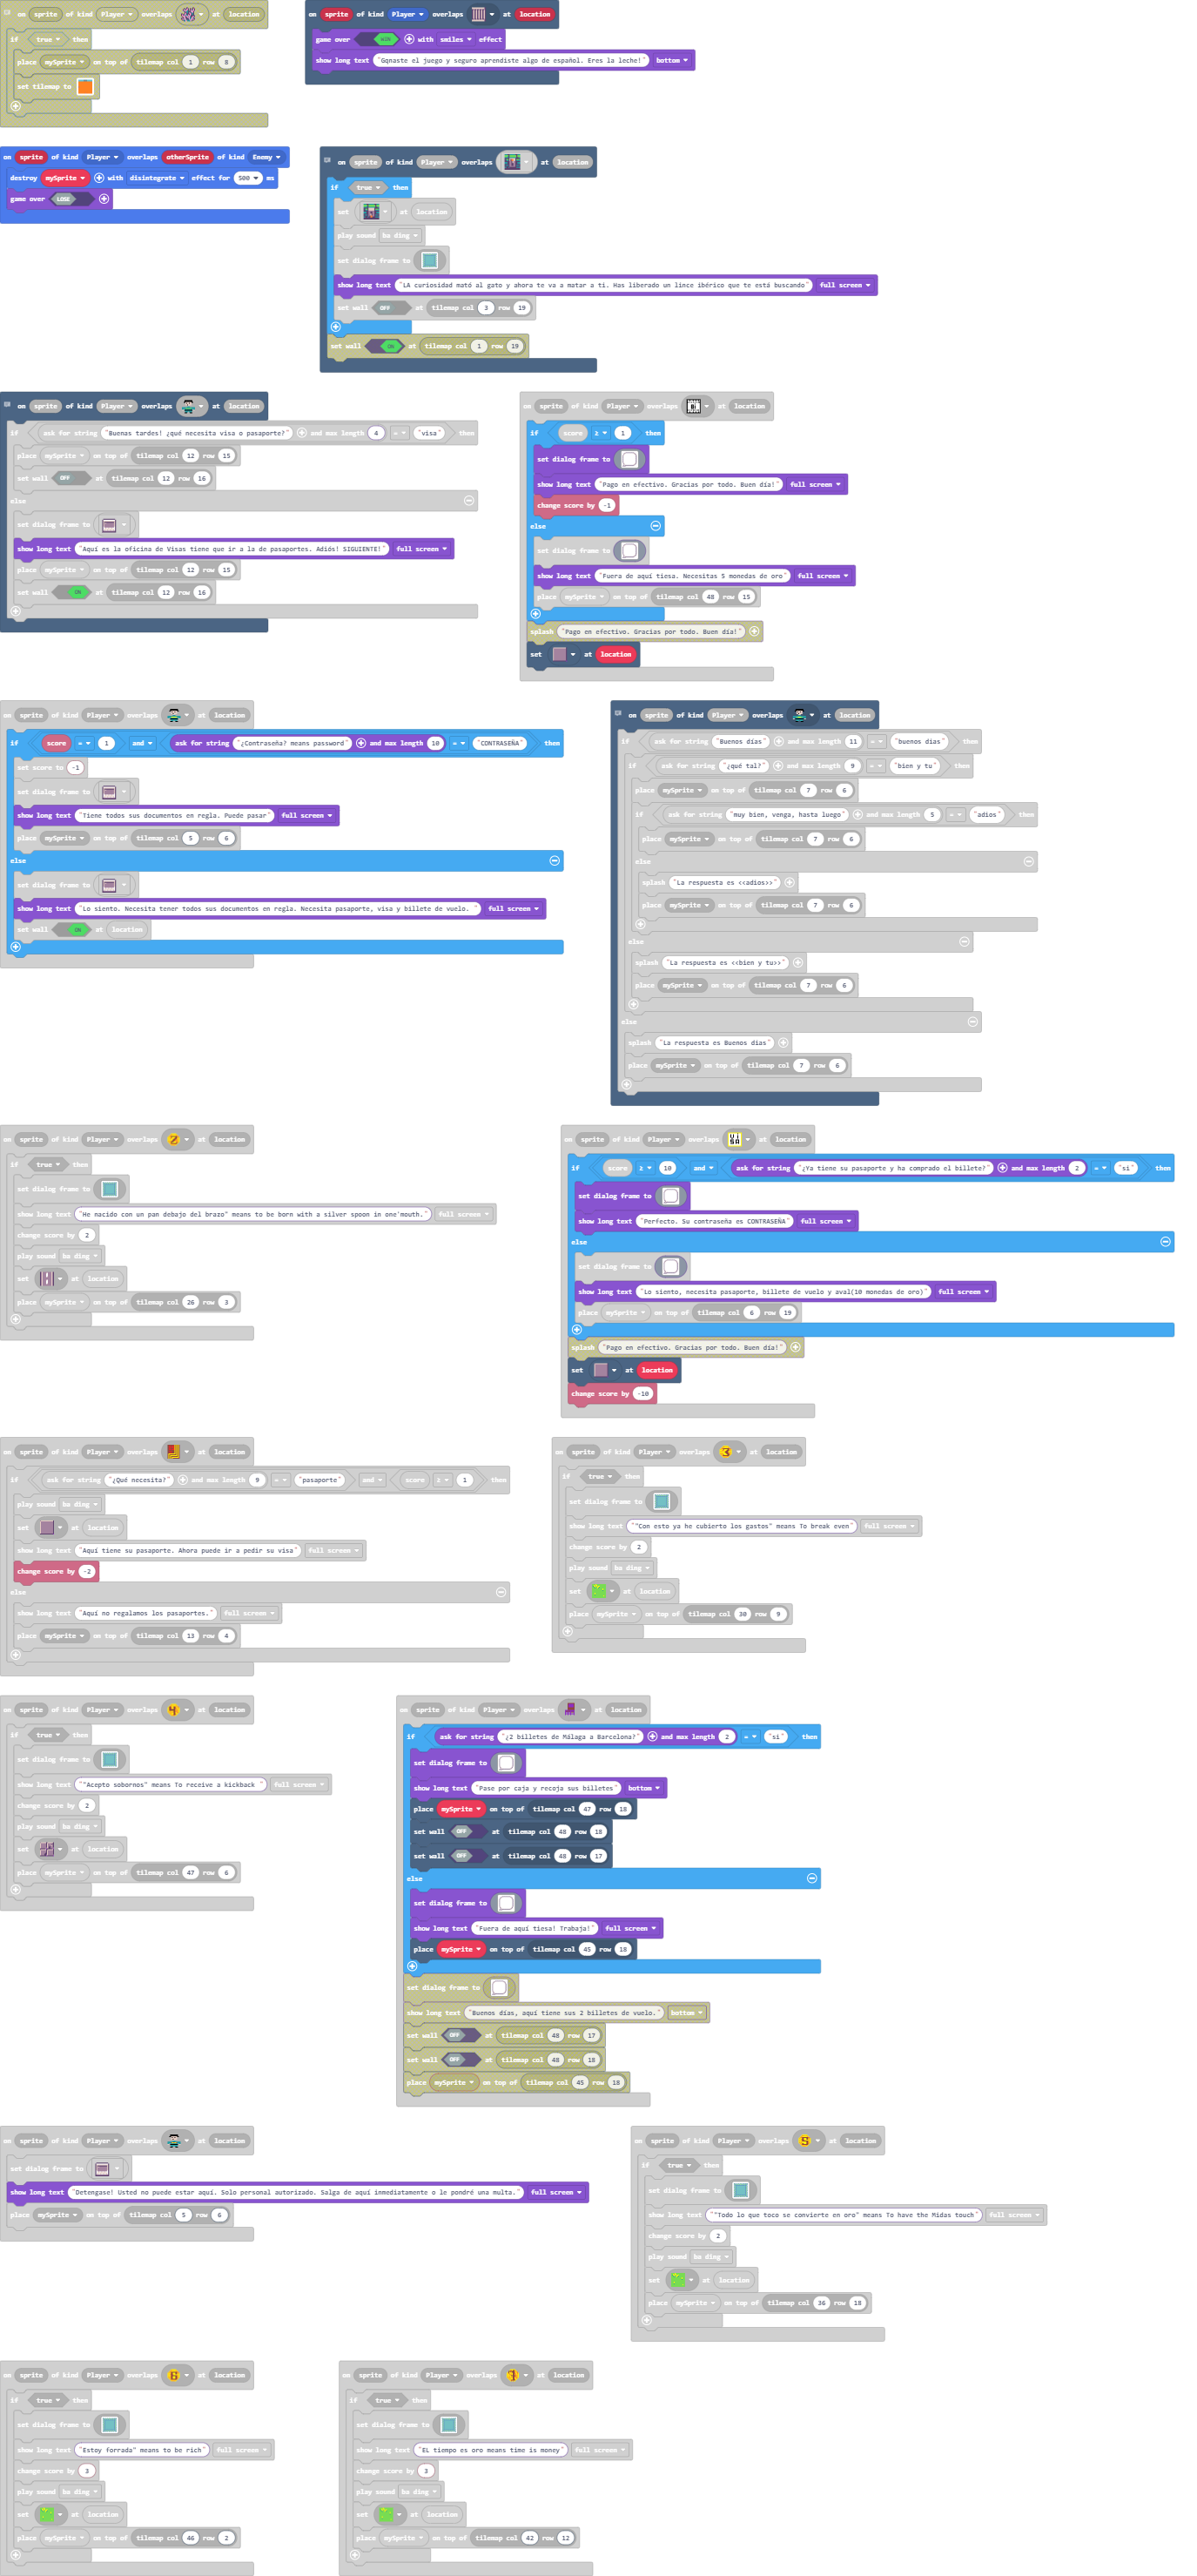 on sprite of kind Player overlaps at location
if true then
place mySprite on top of tilemap col 1 row 8
set tilemap to
on sprite of kind Player overlaps at location
game over WIN with smiles effect
show long text "Gqnaste el juego y seguro aprendiste algo de español. Eres la leche!" bottom
on sprite of kind Player overlaps otherSprite of kind Enemy
destroy mySprite with disintegrate effect for 500 ms
game over LOSE
on sprite of kind Player overlaps at location
if true then
set at location
play sound ba ding
set dialog frame to
show long text "LA curiosidad mató al gato y ahora te va a matar a ti. Has liberado un lince ibérico que te está buscando" full screen
set wall OFF at tilemap col 3 row 19
set wall ON at tilemap col 1 row 19
on sprite of kind Player overlaps at location
if ask for string "Buenas tardes! ¿qué necesita visa o pasaporte?" and max length 4 = "visa" then
place mySprite on top of tilemap col 12 row 15
set wall OFF at tilemap col 12 row 16
else
set dialog frame to
show long text "Aquí es la oficina de Visas tiene que ir a la de pasaportes. Adiós! SIGUIENTE!" full screen
place mySprite on top of tilemap col 12 row 15
set wall ON at tilemap col 12 row 16
on sprite of kind Player overlaps at location
if score ≥ 1 then
set dialog frame to
show long text "Pago en efectivo. Gracias por todo. Buen día!" full screen
change score by -1
else
set dialog frame to
show long text "Fuera de aquí tiesa. Necesitas 5 monedas de oro" full screen
place mySprite on top of tilemap col 48 row 15
splash "Pago en efectivo. Gracias por todo. Buen día!"
set at location
on sprite of kind Player overlaps at location
if score = 1 and ask for string "¿Contraseña? means password" and max length 10 = "CONTRASEÑA" then
set score to -1
set dialog frame to
show long text "Tiene todos sus documentos en regla. Puede pasar" full screen
place mySprite on top of tilemap col 5 row 6
else
set dialog frame to
show long text "Lo siento. Necesita tener todos sus documentos en regla. Necesita pasaporte, visa y billete de vuelo. " full screen
set wall ON at location
on sprite of kind Player overlaps at location
if ask for string "Buenos días" and max length 11 = "buenos dias" then
if ask for string "¿qué tal?" and max length 9 = "bien y tu" then
place mySprite on top of tilemap col 7 row 6
if ask for string "muy bien, venga, hasta luego" and max length 5 = "adios" then
place mySprite on top of tilemap col 7 row 6
else
splash "La respuesta es <<adios>>"
place mySprite on top of tilemap col 7 row 6
else
splash "La respuesta es <<bien y tu>>"
place mySprite on top of tilemap col 7 row 6
else
splash "La respuesta es Buenos dias"
place mySprite on top of tilemap col 7 row 6
on sprite of kind Player overlaps 2 at location
if true then
set dialog frame to
show long text "He nacido con un pan debajo del brazo" means to be born with a silver spoon in one'mouth." full screen
change score by 2
play sound ba ding
set at location
place mySprite on top of tilemap col 26 row 3
on sprite of kind Player overlaps VISA at location
if score ≥ 10 and ask for string "¿Ya tiene su pasaporte y ha comprado el billete?" and max length 2 = "si" then
set dialog frame to
show long text "Perfecto. Su contraseña es CONTRASEÑA" full screen
else
set dialog frame to
show long text "Lo siento, necesita pasaporte, billete de vuelo y aval(10 monedas de oro)" full screen
place mySprite on top of tilemap col 6 row 19
splash "Pago en efectivo. Gracias por todo. Buen día!"
set at location
change score by -10
on sprite of kind Player overlaps at location
if ask for string "¿Qué necesita?" and max length 9 = "pasaporte" and score ≥ 1 then
play sound ba ding
set at location
show long text "Aquí tiene su pasaporte. Ahora puede ir a pedir su visa" full screen
change score by -2
else
show long text "Aquí no regalamos los pasaportes." full screen
place mySprite on top of tilemap col 13 row 4
on sprite of kind Player overlaps 3 at location
if true then
set dialog frame to
show long text ""Con esto ya he cubierto los gastos" means To break even" full screen
change score by 2
play sound ba ding
set at location
place mySprite on top of tilemap col 30 row 9
on sprite of kind Player overlaps 4 at location
if true then
set dialog frame to
show long text ""Acepto sobornos" means To receive a kickback " full screen
change score by 2
play sound ba ding
set at location
place mySprite on top of tilemap col 47 row 6
on sprite of kind Player overlaps at location
if ask for string "¿2 billetes de Málaga a Barcelona?" and max length 2 = "si" then
set dialog frame to
show long text "Pase por caja y recoja sus billetes" bottom
place mySprite on top of tilemap col 47 row 18
set wall OFF at tilemap col 48 row 18
set wall OFF at tilemap col 48 row 17
else
set dialog frame to
show long text "Fuera de aquí tiesa! Trabaja!" full screen
place mySprite on top of tilemap col 45 row 18
set dialog frame to
show long text "Buenos días, aquí tiene sus 2 billetes de vuelo." bottom
set wall OFF at tilemap col 48 row 17
set wall OFF at tilemap col 48 row 18
place mySprite on top of tilemap col 45 row 18
on sprite of kind Player overlaps at location
set dialog frame to
show long text "Detengase! Usted no puede estar aquí. Solo personal autorizado. Salga de aquí inmediatamente o le pondré una multa." full screen
place mySprite on top of tilemap col 5 row 6
on sprite of kind Player overlaps 5 at location
if true then
set dialog frame to
show long text ""Todo lo que toco se convierte en oro" means To have the Midas touch" full screen
change score by 2
play sound ba ding
set at location
place mySprite on top of tilemap col 36 row 18
on sprite of kind Player overlaps 6 at location
if true then
set dialog frame to
show long text "Estoy forrada" means to be rich" full screen
change score by 3
play sound ba ding
set at location
place mySprite on top of tilemap col 46 row 2
on sprite of kind Player overlaps 1 at location
if true then
set dialog frame to
show long text "EL tiempo es oro means time is money" full screen
change score by 3
play sound ba ding
set at location
place mySprite on top of tilemap col 42 row 12